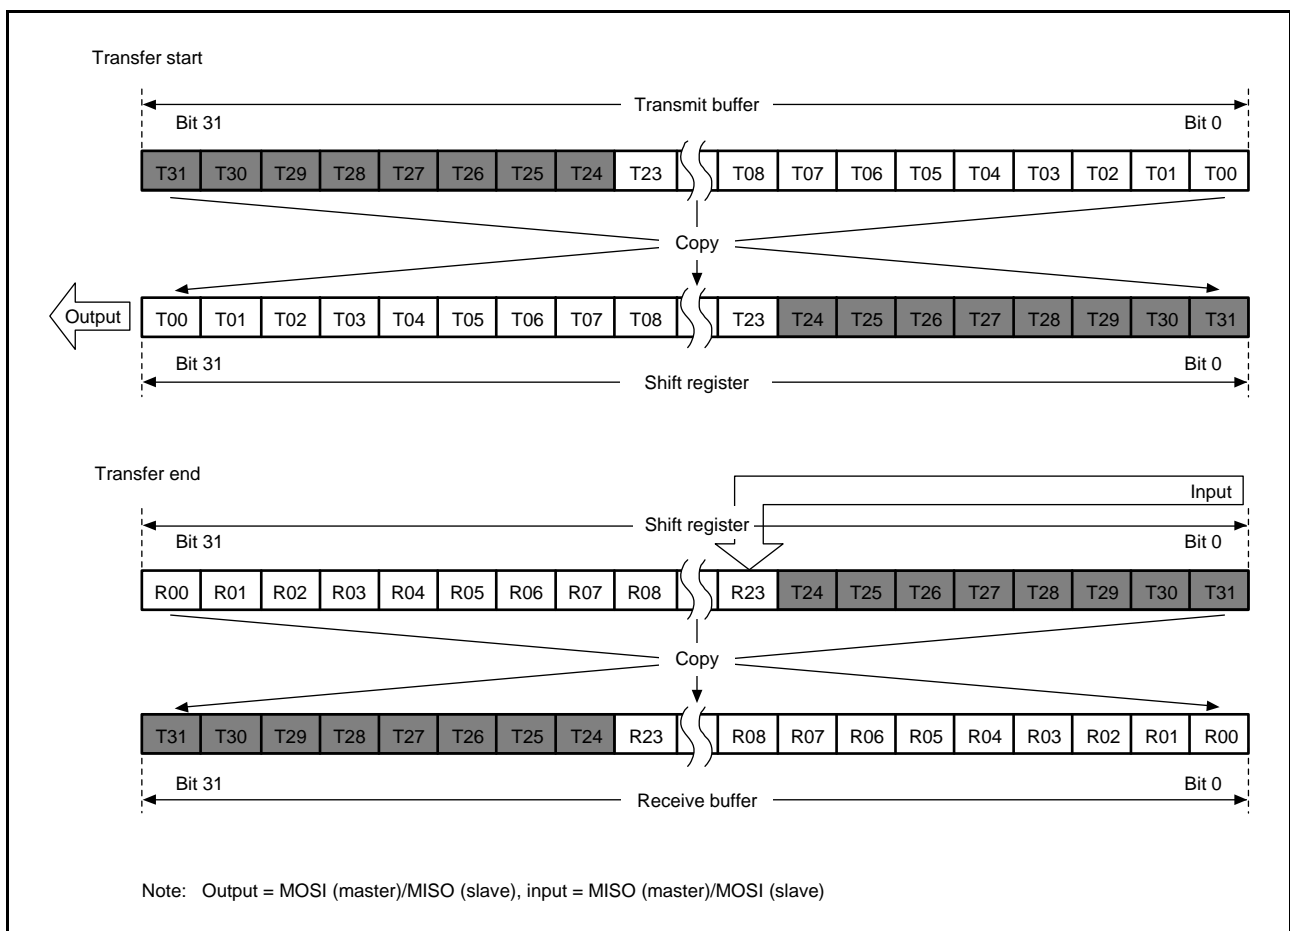 Transfer start
Transmit buffer
Bit 31 Bit 0
T31 T30 T29 T28 T27 T26 T25 T24 T23 T08 T07 T06 T05 T04 T03 T02 T01 T00
Copy
Output T00 T01 T02 T03 T04 T05 T06 T07 T08 T23 T24 T25 T26 T27 T28 T29 T30 T31
Bit 31 Bit 0
Shift register
Transfer end
Input
Shift register
Bit 31 Bit 0
R00 R01 R02 R03 R04 R05 R06 R07 R08 R23 T24 T25 T26 T27 T28 T29 T30 T31
Copy
T31 T30 T29 T28 T27 T26 T25 T24 R23 R08 R07 R06 R05 R04 R03 R02 R01 R00
Bit 31 Bit 0
Receive buffer
Note: Output = MOSI (master)/MISO (slave), input = MISO (master)/MOSI (slave)